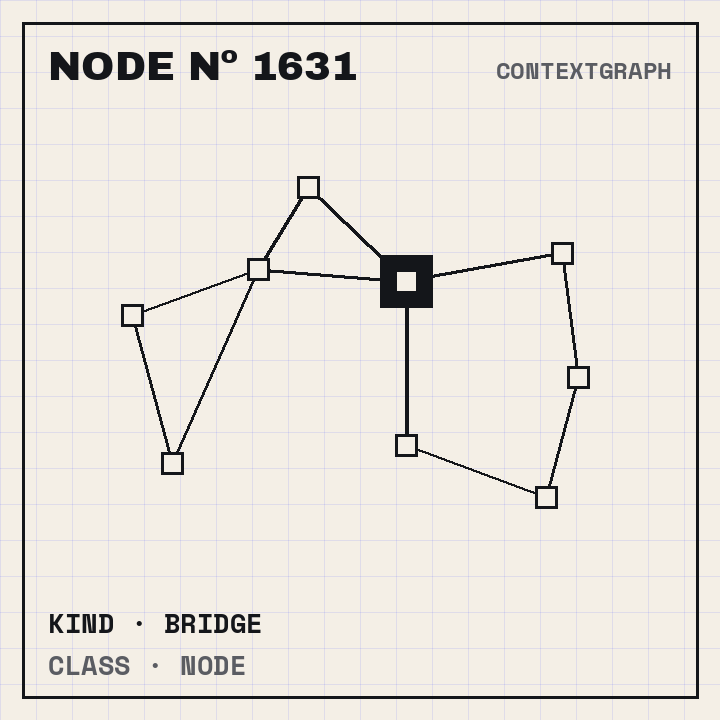 NODE Nº 1631
CONTEXTGRAPH
KIND · BRIDGE
CLASS · NODE